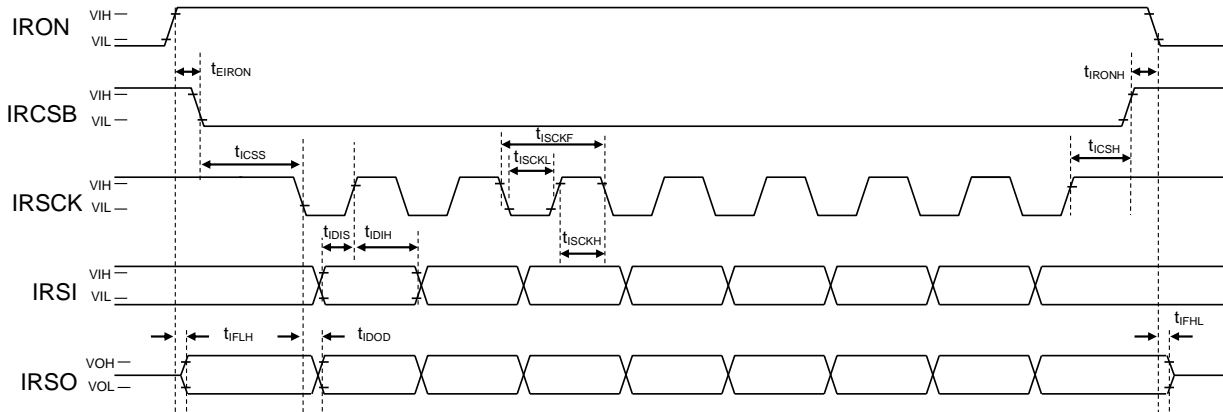 IRON
VIH
VIL
tEIRON
tIRONH
IRCSB
VIH
VIL
tICSS
tISCKF
tISCKL
tICSH
IRSCK
VIH
VIL
tIDIS
tIDIH
tISCKH
IRSI
VIH
VIL
tIFLH
tIDOD
tIFHL
IRSO
VOH
VOL